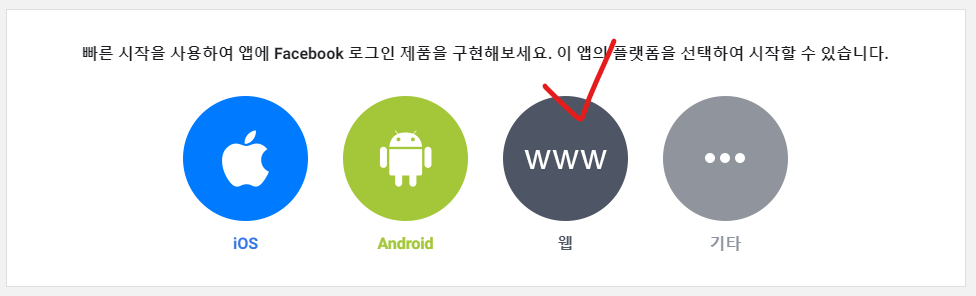 빠른 시작을 사용하여 앱에 Facebook 로그인 제품을 구현해보세요. 이 앱의 플랫폼을 선택하여 시작할 수 있습니다.
WWW
iOS Android 웹 기타